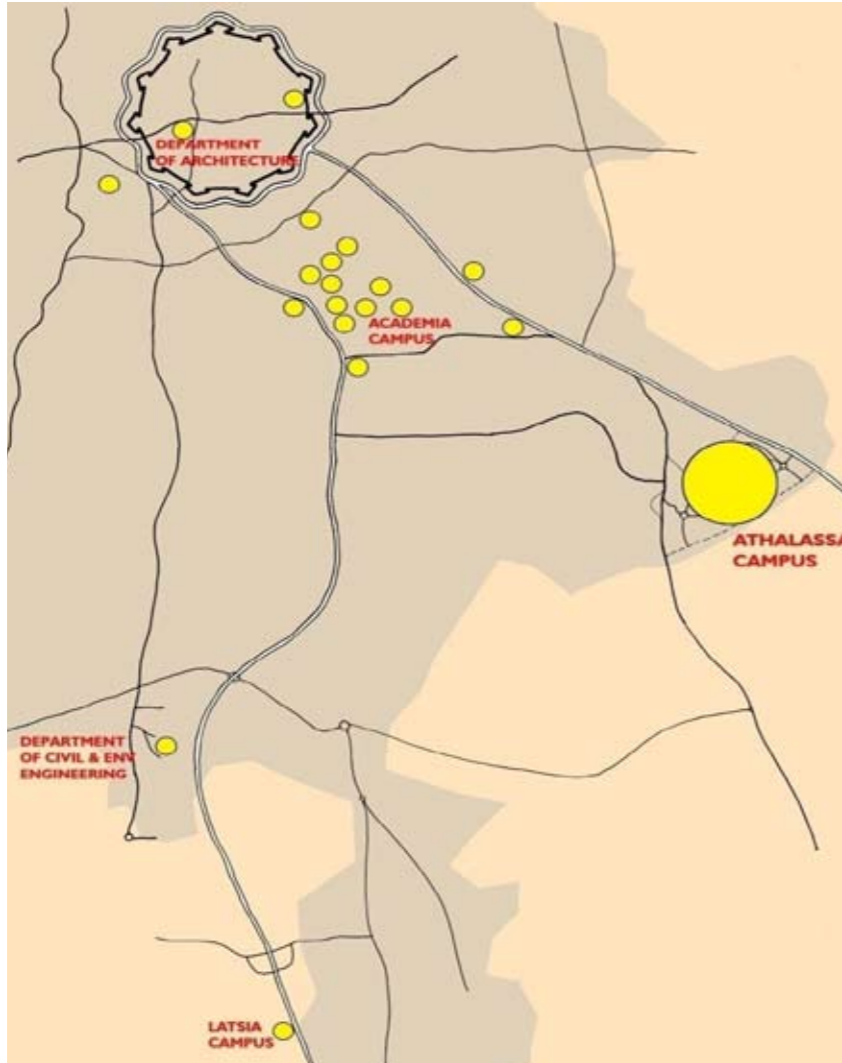 DEPARTMENT
OF ARCHITECTURE
ACADEMIA
CAMPUS
ATHALASSA
CAMPUS
DEPARTMENT
OF CIVIL & ENV
ENGINEERING
LATSIA
CAMPUS